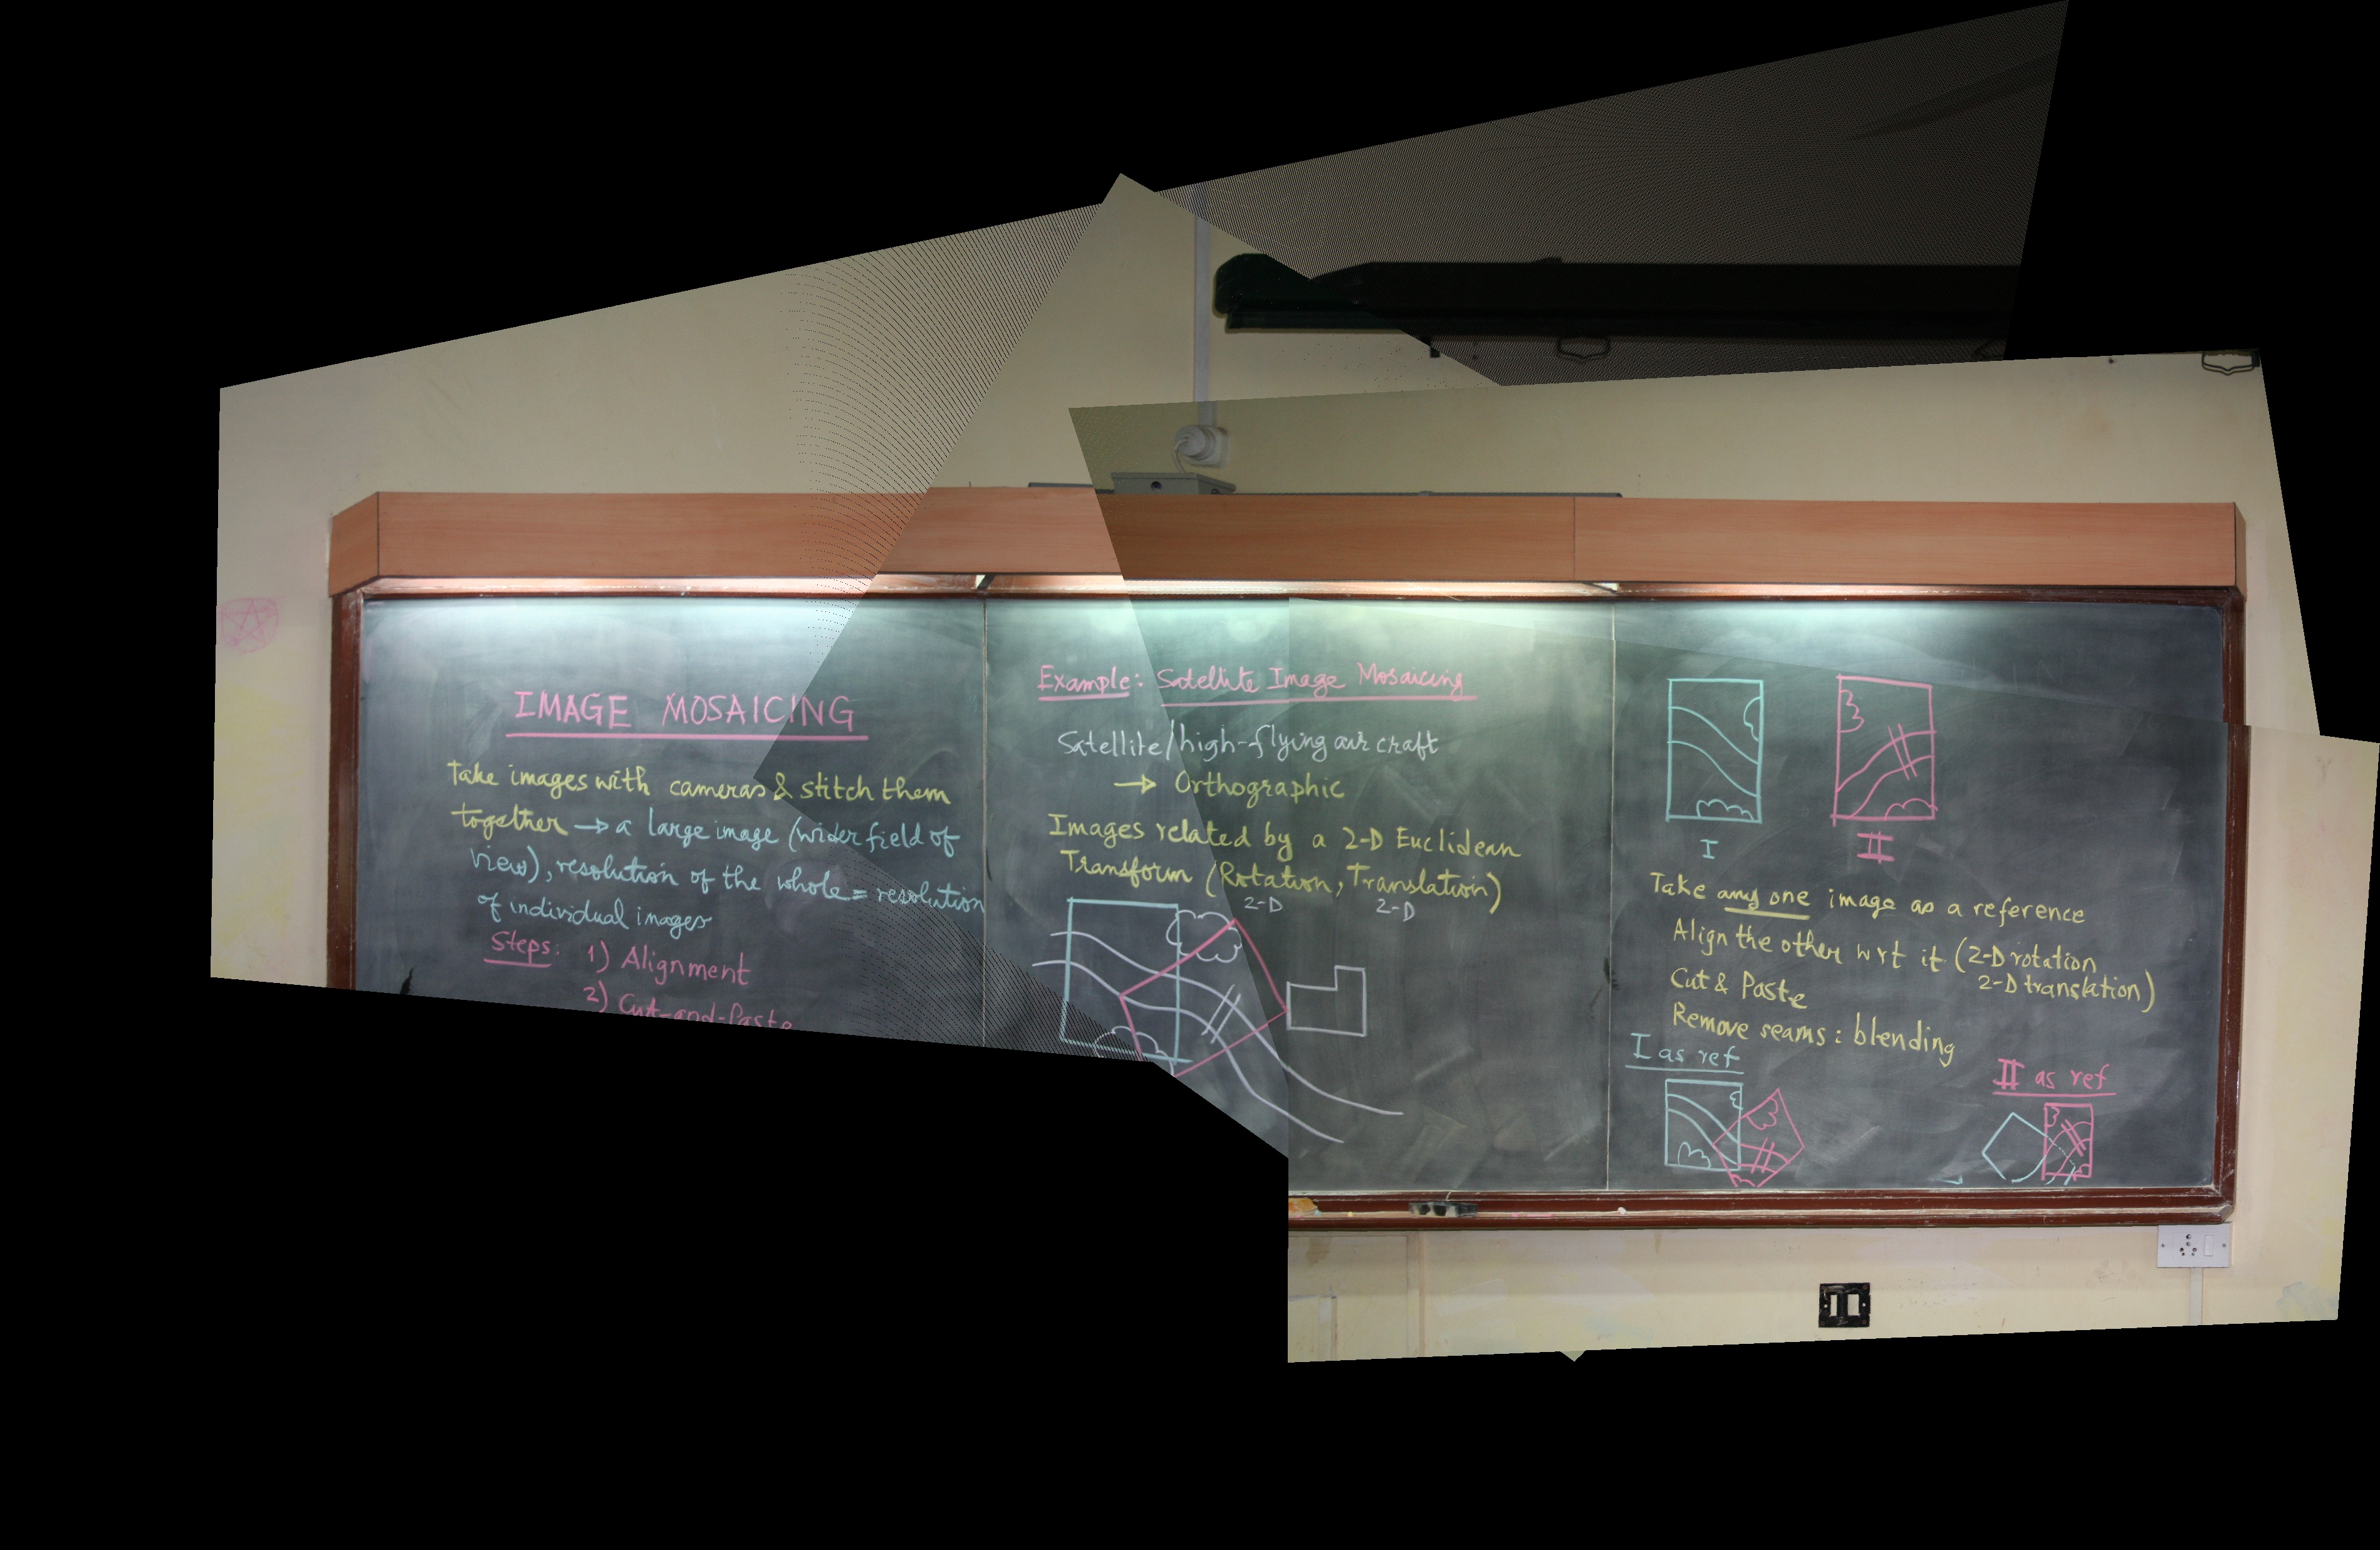 IMAGE MOSAICING
Take images with cameras & stitch them
together → a large image (wider field of
view), resolution of the whole = resolution
of individual images
Steps: 1) Alignment
2) Cut-and-Paste
Example: Satellite Image Mosaicing
Satellite/high-flying air craft
→ Orthographic
Images related by a 2-D Euclidean
Transform (Rotation, Translation)
2-D 2-D
I II
Take any one image as a reference
Align the other wrt it (2-D rotation
2-D translation)
Cut & Paste
Remove seams: blending
I as ref
II as ref